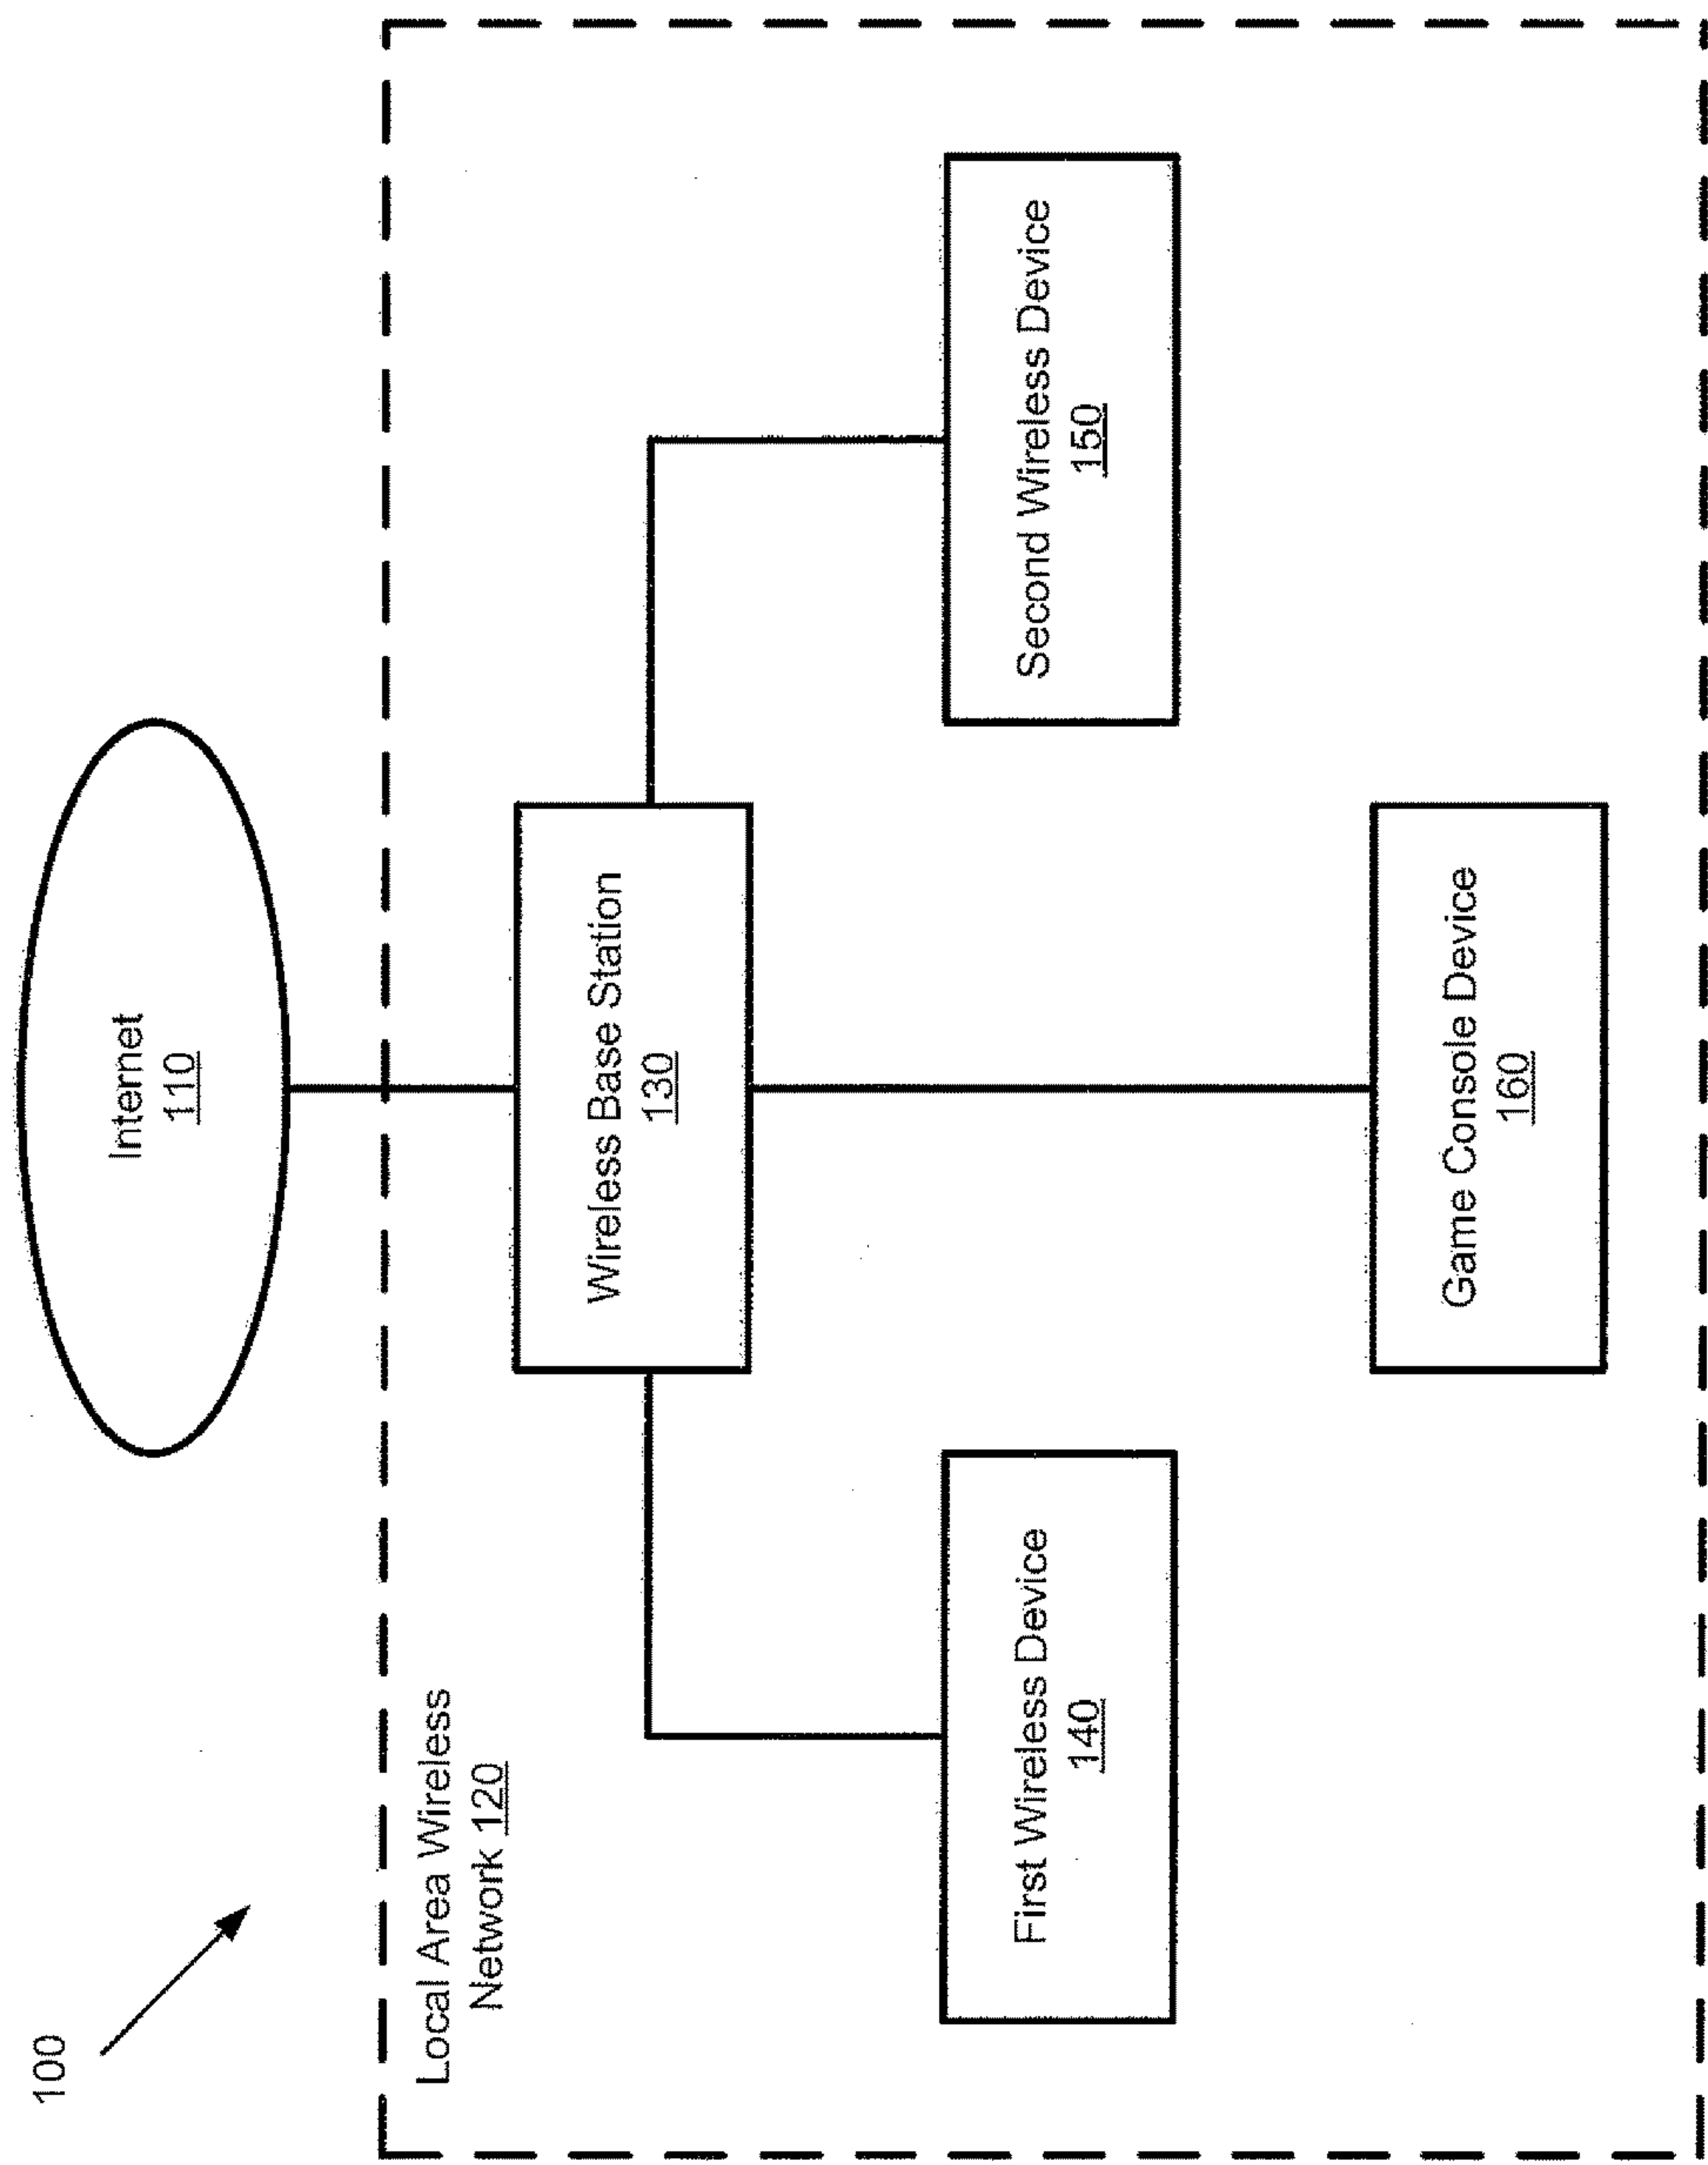 100
Internet
110
Local Area Wireless
Network 120
Wireless Base Station
130
First Wireless Device
140
Second Wireless Device
150
Game Console Device
160